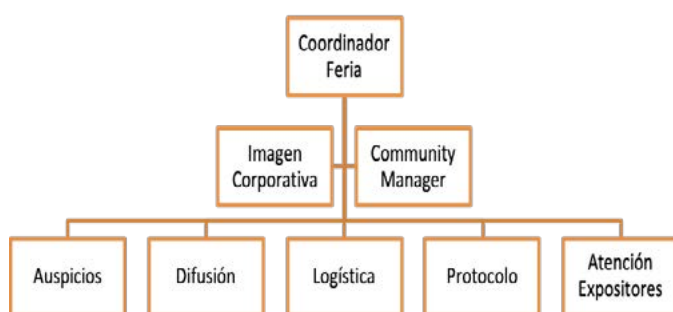 Coordinador
Feria
Imagen
Corporativa
Community
Manager
Auspicios
Difusión
Logística
Protocolo
Atención
Expositores